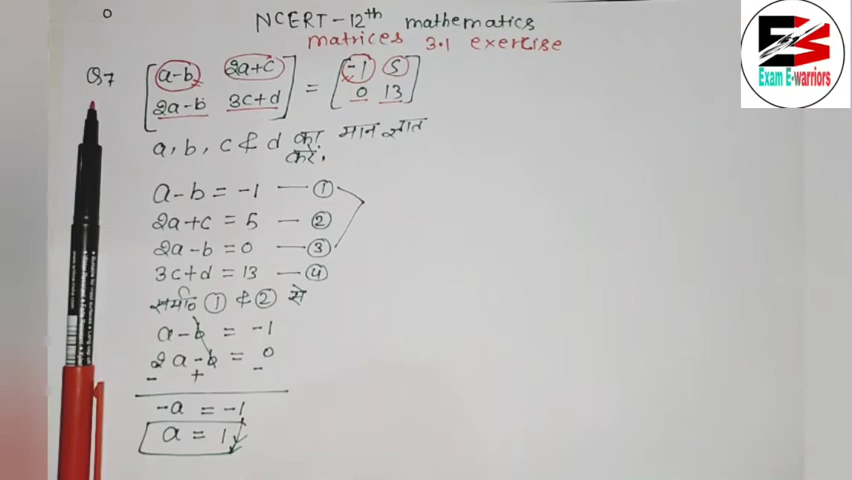 NCERT - 12th mathematics
matrices 3.1 exercise
Exam E-warriors
Q7 [a-b 2a+c] = [-1 5]
[2a-b 3c+d] [0 13]
a, b, c & d का मान ज्ञात
करे.
a-b = -1 — ①
2a+c = 5 — ②
2a-b = 0 — ③
3c+d = 13 — ④
समी० ① & ② से
a-b = -1
2a-b = 0
- + -
-a = -1
a = 1